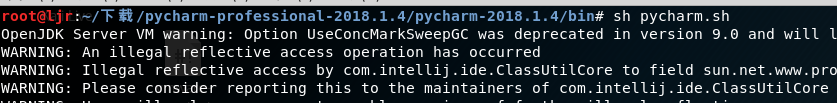 root@ljr:~/下载/pycharm-professional-2018.1.4/pycharm-2018.1.4/bin# sh pycharm.sh
OpenJDK Server VM warning: Option UseConcMarkSweepGC was deprecated in version 9.0 and will l
WARNING: An illegal reflective access operation has occurred
WARNING: Illegal reflective access by com.intellij.ide.ClassUtilCore to field sun.net.www.pro
WARNING: Please consider reporting this to the maintainers of com.intellij.ide.ClassUtilCore